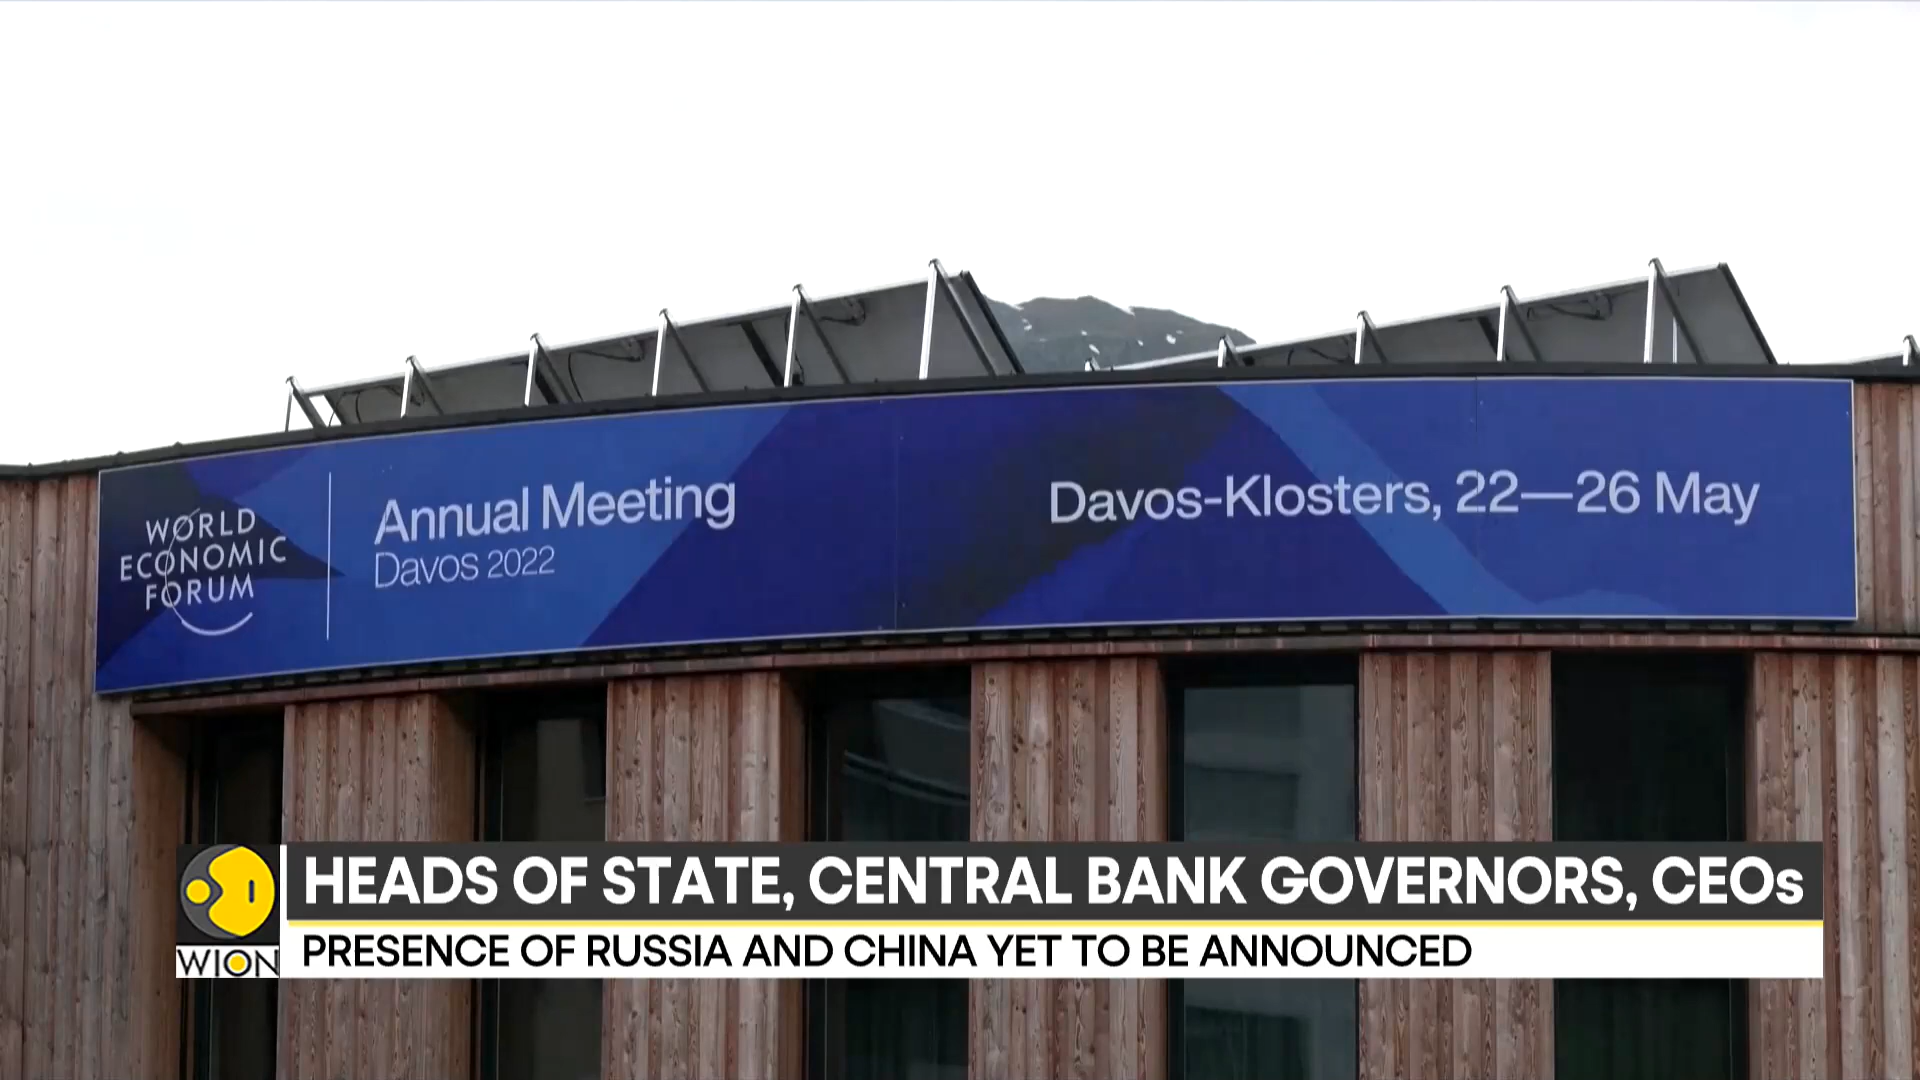 WORLD
ECONOMIC
FORUM
Annual Meeting
Davos 2022
Davos-Klosters, 22—26 May
HEADS OF STATE, CENTRAL BANK GOVERNORS, CEOs
PRESENCE OF RUSSIA AND CHINA YET TO BE ANNOUNCED
WION